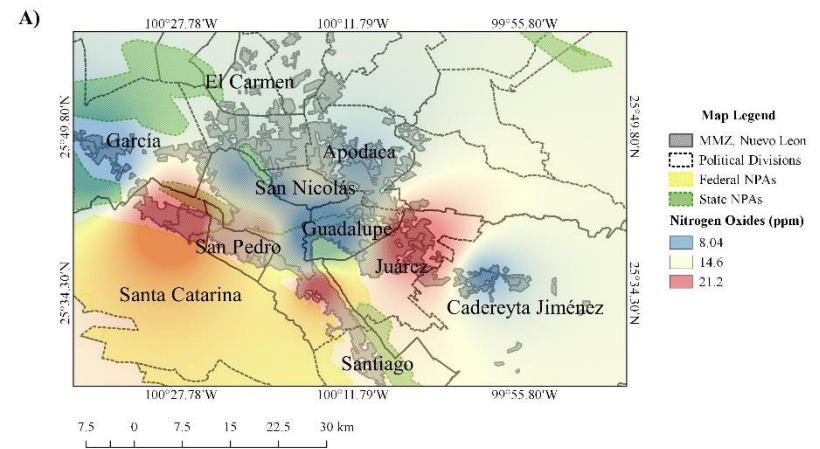 A)
100°27.78'W 100°11.79'W 99°55.80'W
25°49.80'N
25°34.30'N
El Carmen
García
Apodaca
San Nicolás
Guadalupe
San Pedro
Juárez
Santa Catarina
Cadereyta Jiménez
Santiago
25°49.80'N
25°34.30'N
100°27.78'W 100°11.79'W 99°55.80'W
7.5 0 7.5 15 22.5 30 km
Map Legend
MMZ, Nuevo Leon
Political Divisions
Federal NPAs
State NPAs
Nitrogen Oxides (ppm)
8.04
14.6
21.2